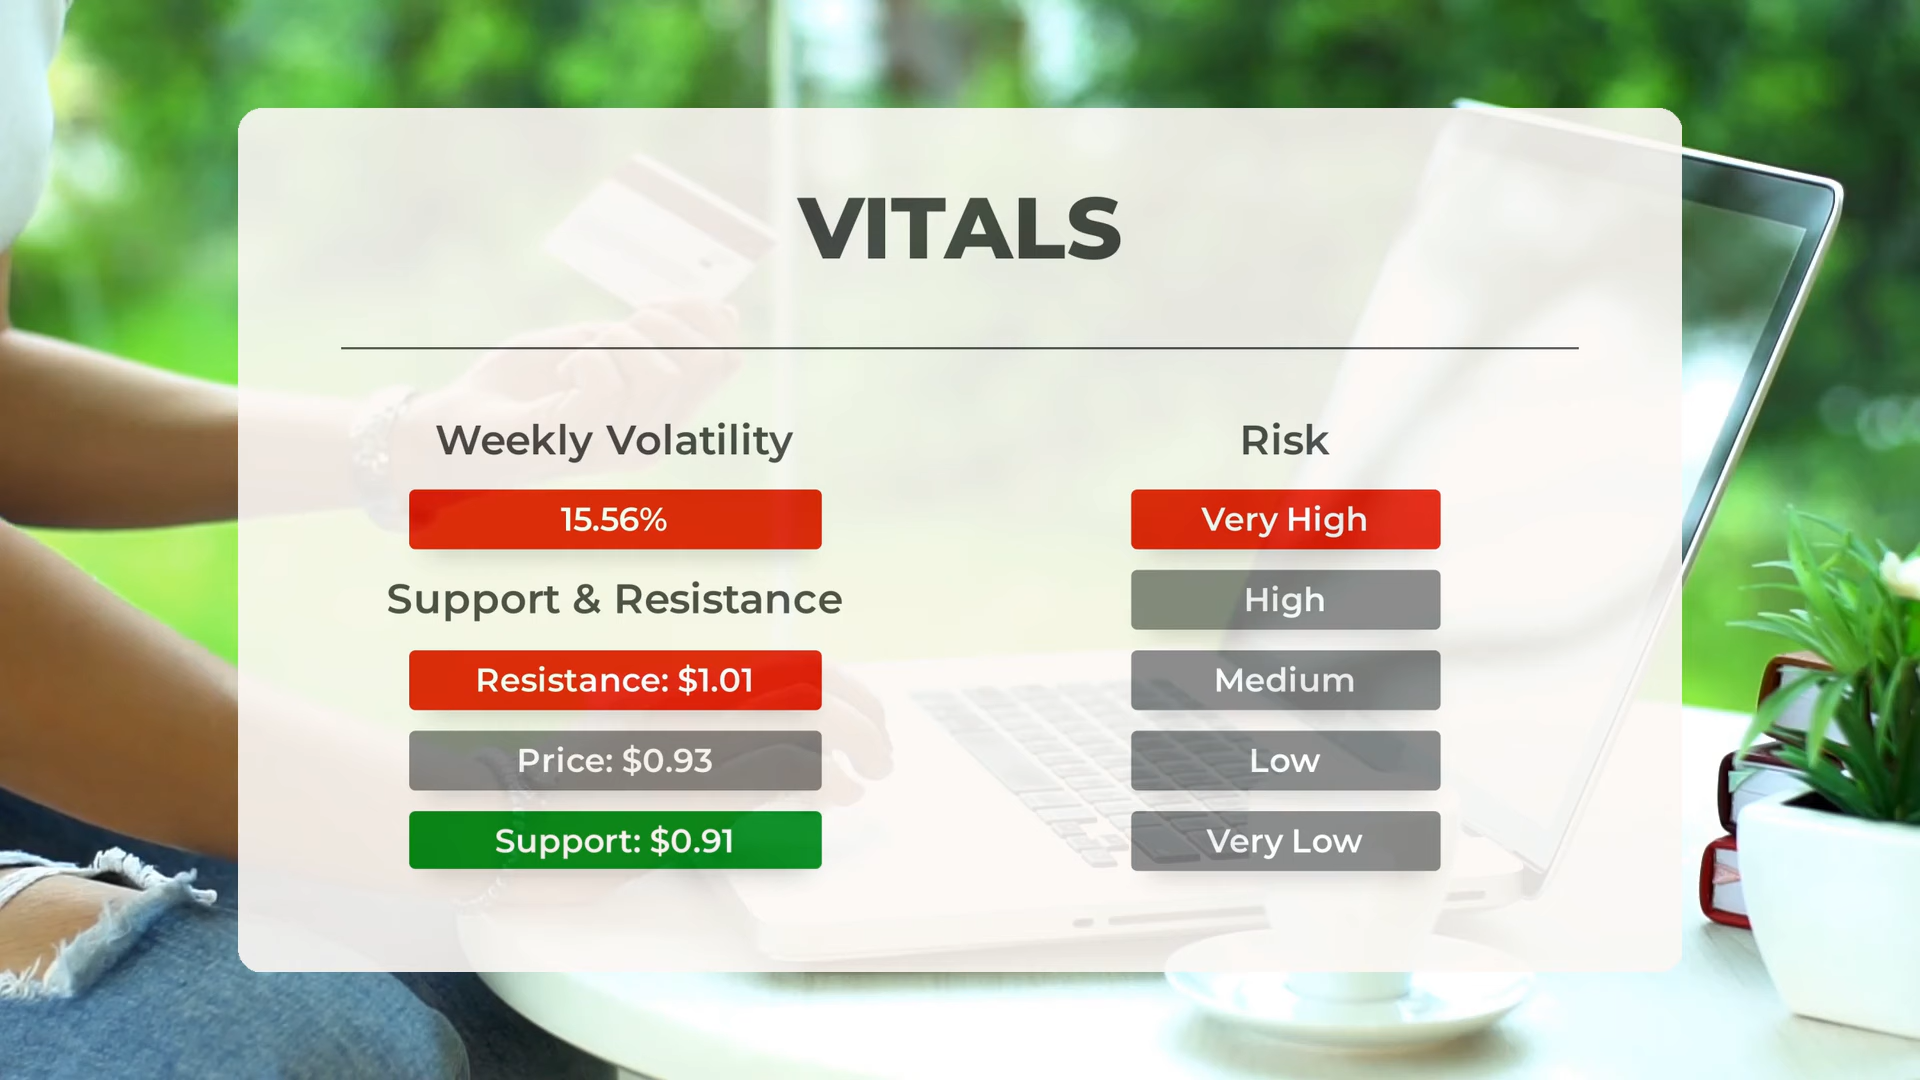 VITALS
Weekly Volatility
15.56%
Support & Resistance
Resistance: $1.01
Price: $0.93
Support: $0.91
Risk
Very High
High
Medium
Low
Very Low